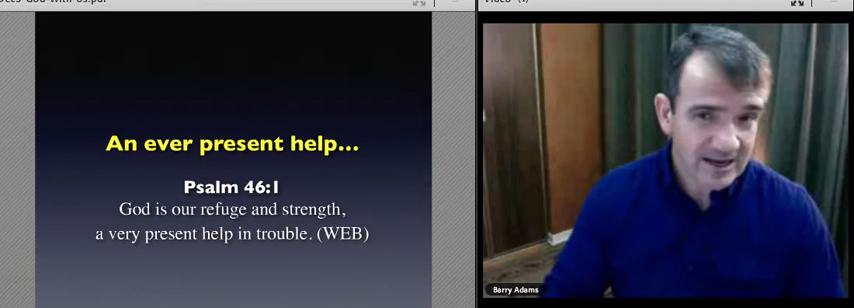 An ever present help...
Psalm 46:1
God is our refuge and strength,
a very present help in trouble. (WEB)
Barry Adams